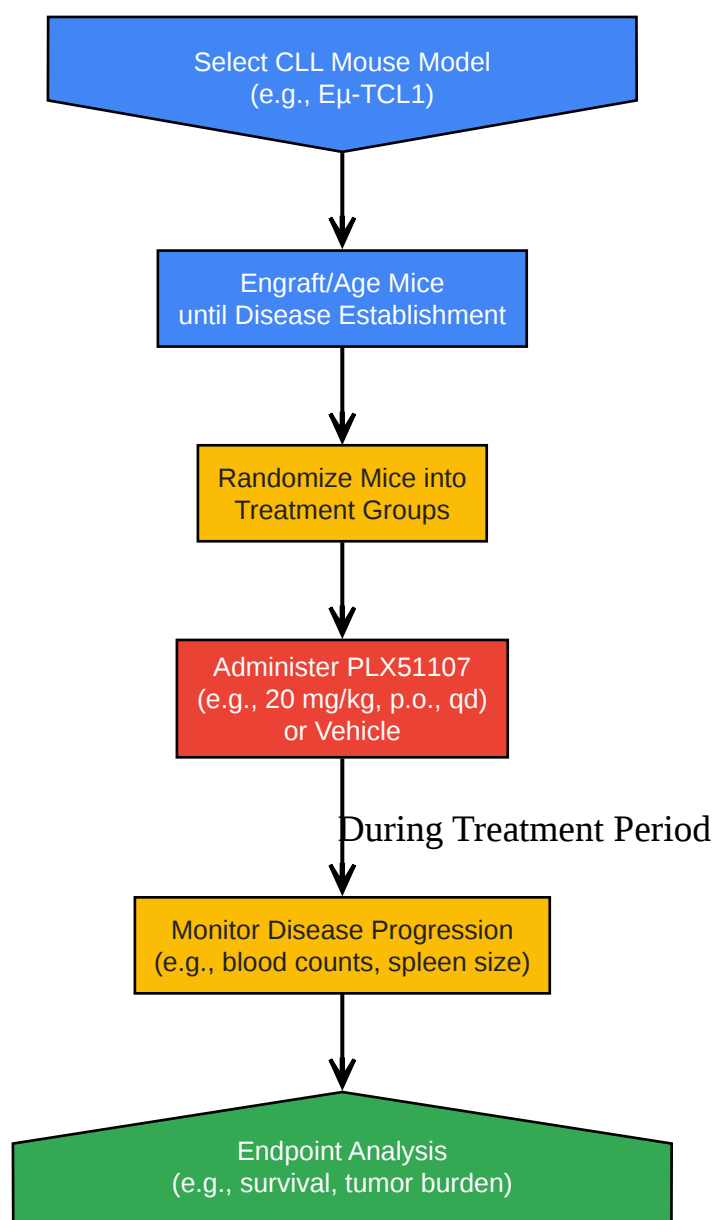 Select CLL Mouse Model
(e.g., Eµ-TCL1)
Engraft/Age Mice
until Disease Establishment
Randomize Mice into
Treatment Groups
Administer PLX51107
(e.g., 20 mg/kg, p.o., qd)
or Vehicle
During Treatment Period
Monitor Disease Progression
(e.g., blood counts, spleen size)
Endpoint Analysis
(e.g., survival, tumor burden)